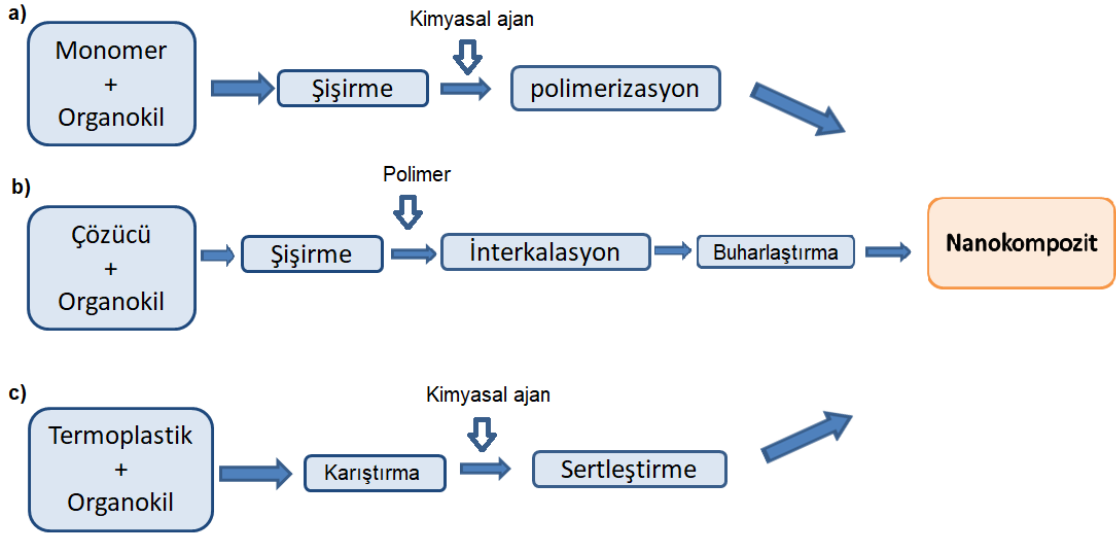 a)
Monomer
+
Organokil
Şişirme
Kimyasal ajan
polimerizasyon
b)
Çözücü
+
Organokil
Şişirme
Polimer
İnterkalasyon
Buharlaştırma
Nanokompozit
c)
Termoplastik
+
Organokil
Karıştırma
Kimyasal ajan
Sertleştirme